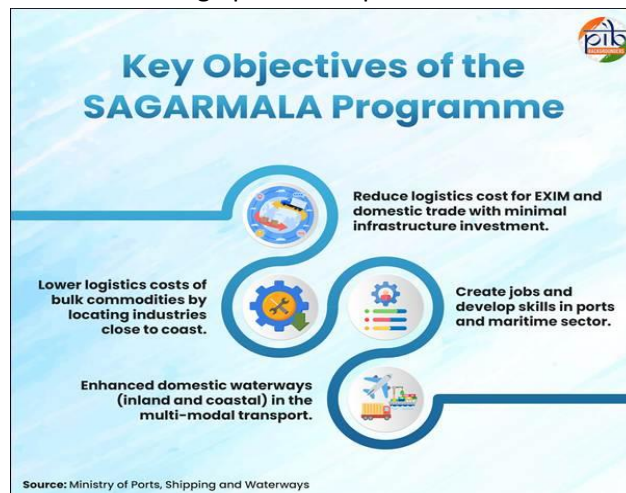 pib
BACKGROUNDERS
Key Objectives of the
SAGARMALA Programme
Reduce logistics cost for EXIM and
domestic trade with minimal
infrastructure investment.
Lower logistics costs of
bulk commodities by
locating industries
close to coast.
Create jobs and
develop skills in ports
and maritime sector.
Enhanced domestic waterways
(inland and coastal) in the
multi-modal transport.
Source: Ministry of Ports, Shipping and Waterways